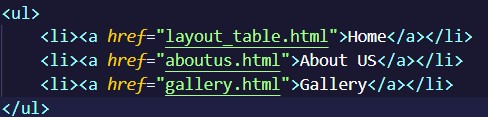 <ul>
    <li><a href="layout_table.html">Home</a></li>
    <li><a href="aboutus.html">About US</a></li>
    <li><a href="gallery.html">Gallery</a></li>
</ul>